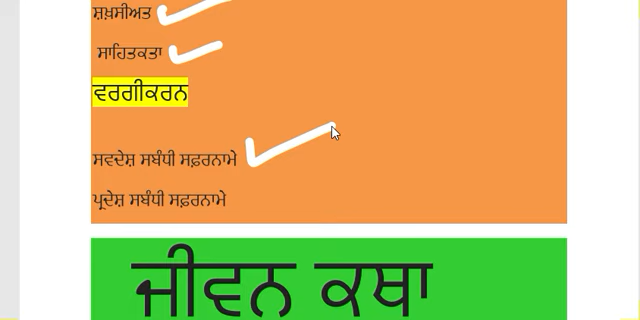 ਸ਼ਖ਼ਸੀਅਤ
ਸਾਹਿਤਕਤਾ
ਵਰਗੀਕਰਨ
ਸਵਦੇਸ਼ ਸਬੰਧੀ ਸਫ਼ਰਨਾਮੇ
ਪ੍ਰਦੇਸ਼ ਸਬੰਧੀ ਸਫ਼ਰਨਾਮੇ
ਜੀਵਨ ਕਥਾ